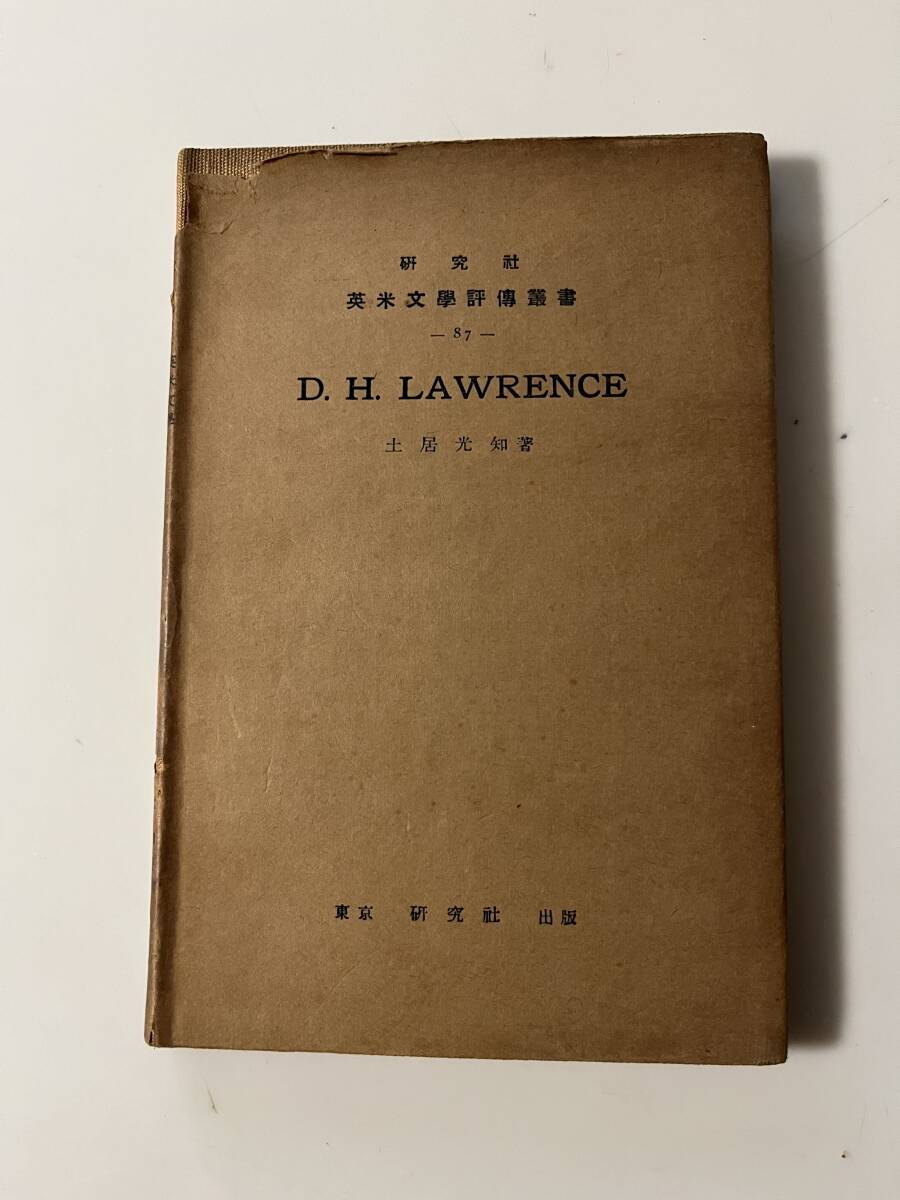 研究社
英米文學評傳叢書
— 87 —
D. H. LAWRENCE
土居光知著
東京 研究社 出版